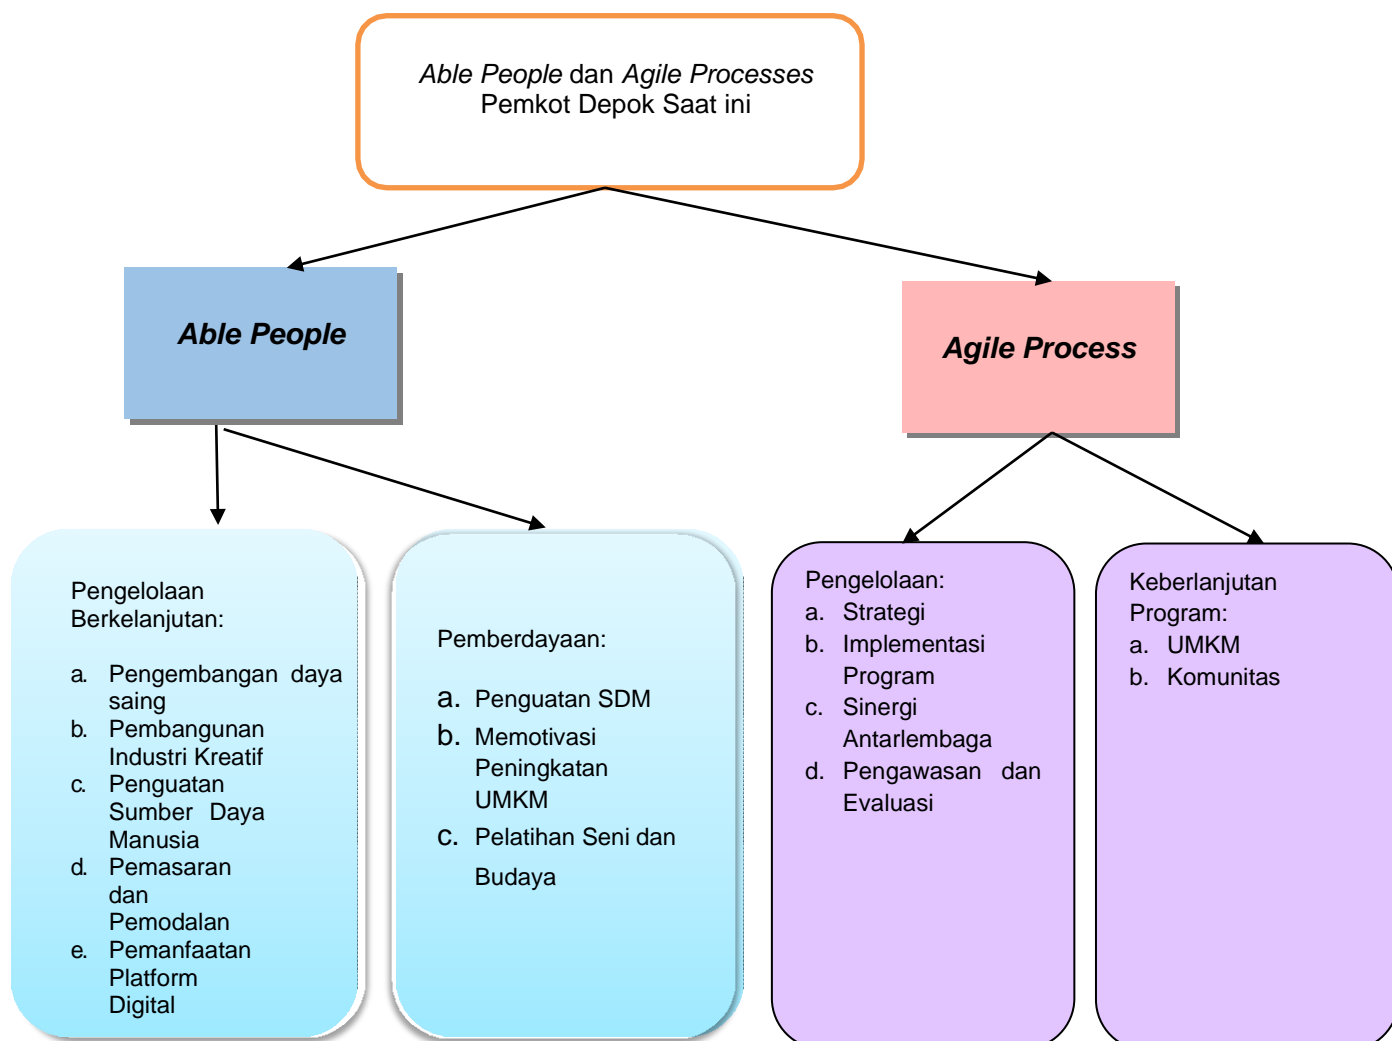 Able People dan Agile Processes
Pemkot Depok Saat ini
Able People
Agile Process
Pengelolaan
Berkelanjutan:
a. Pengembangan daya
saing
b. Pembangunan
Industri Kreatif
c. Penguatan
Sumber Daya
Manusia
d. Pemasaran
dan
Pemodalan
e. Pemanfaatan
Platform
Digital
Pemberdayaan:
a. Penguatan SDM
b. Memotivasi
Peningkatan
UMKM
c. Pelatihan Seni dan
Budaya
Pengelolaan:
a. Strategi
b. Implementasi
Program
c. Sinergi
Antarlembaga
d. Pengawasan dan
Evaluasi
Keberlanjutan
Program:
a. UMKM
b. Komunitas